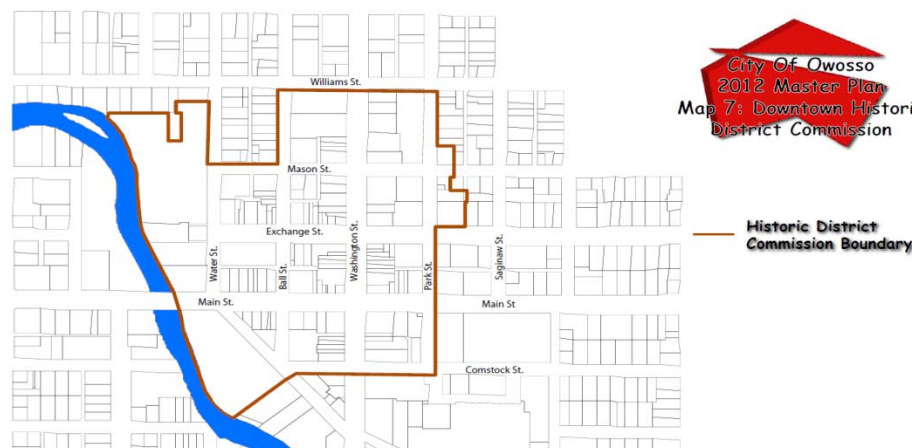 City Of Owosso
2012 Master Plan
Map 7: Downtown Histori
District Commission
Williams St.
Mason St.
Exchange St.
Water St.
Ball St.
Washington St.
Park St.
Saginaw St.
Main St.
Main St
Comstock St.
Historic District
Commission Boundary